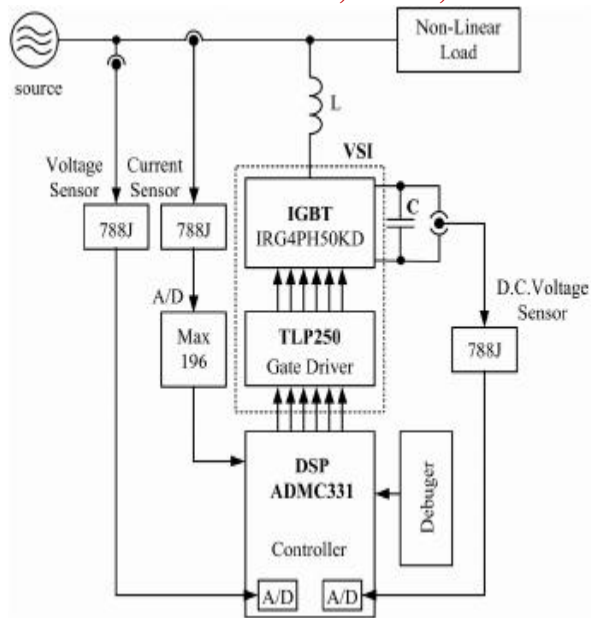 Non-Linear
Load
source
L
VSI
Voltage
Sensor
Current
Sensor
788J
788J
IGBT
IRG4PH50KD
C
D.C.Voltage
Sensor
A/D
Max
196
TLP250
Gate Driver
788J
DSP
ADMC331
Controller
Debuger
A/D
A/D